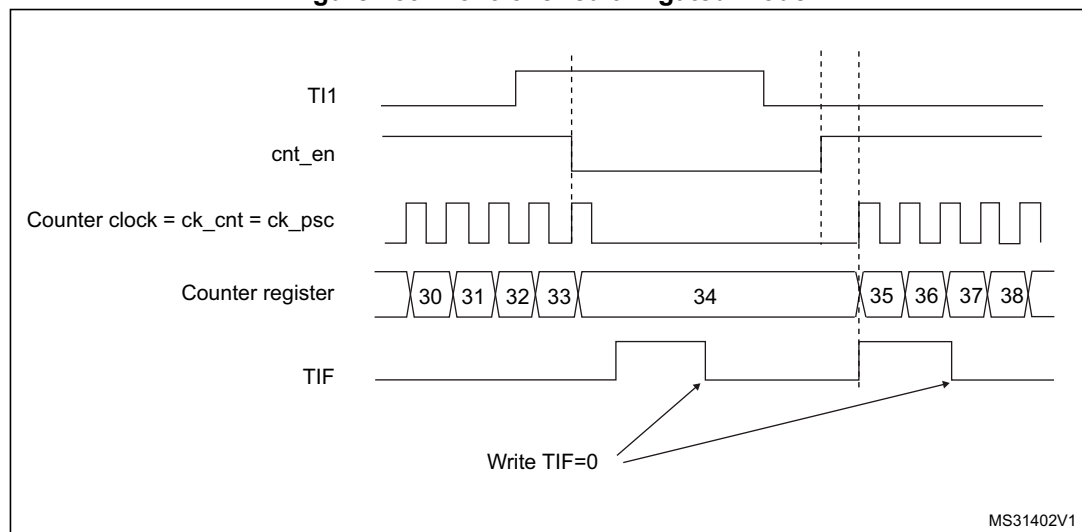 TI1
cnt_en
Counter clock = ck_cnt = ck_psc
Counter register
30 31 32 33 34 35 36 37 38
TIF
Write TIF=0
MS31402V1